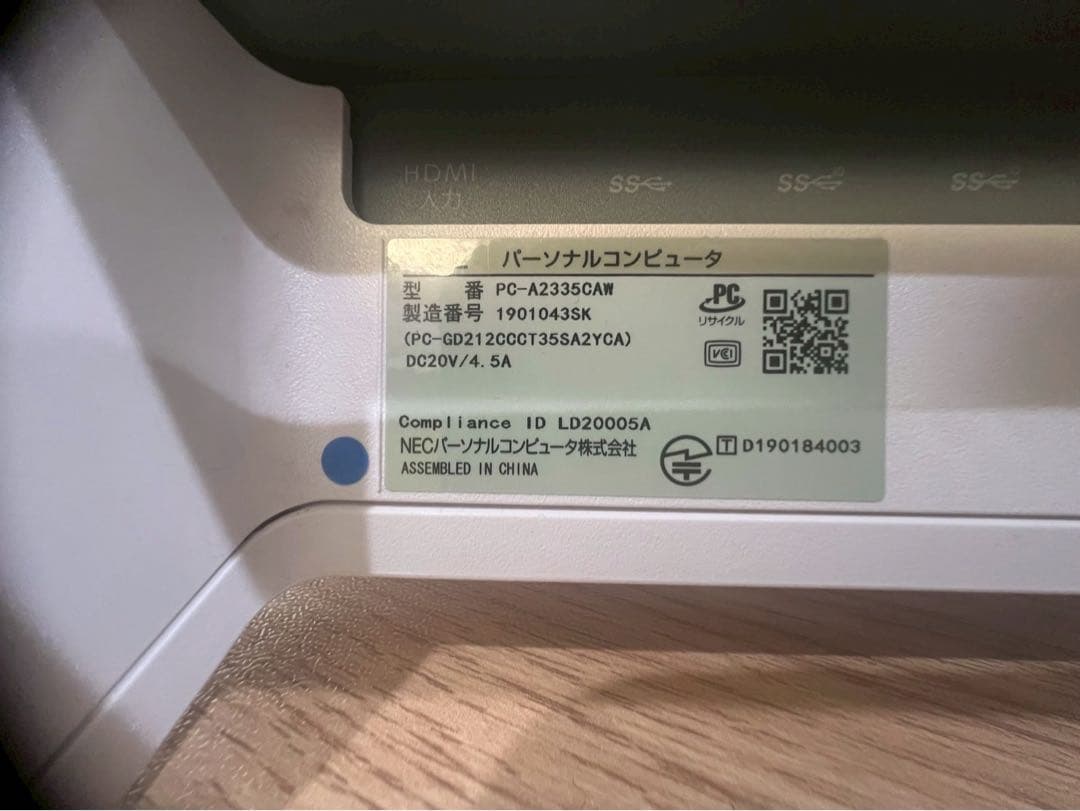 HDMI
入力
SS SS SS
パーソナルコンピュータ
型 番 PC-A2335CAW
製造番号 1901043SK
(PC-GD212CCCT35SA2YCA)
DC20V/4.5A
PC
リサイクル
VCI
Compliance ID LD20005A
NECパーソナルコンピュータ株式会社
ASSEMBLED IN CHINA
T D190184003